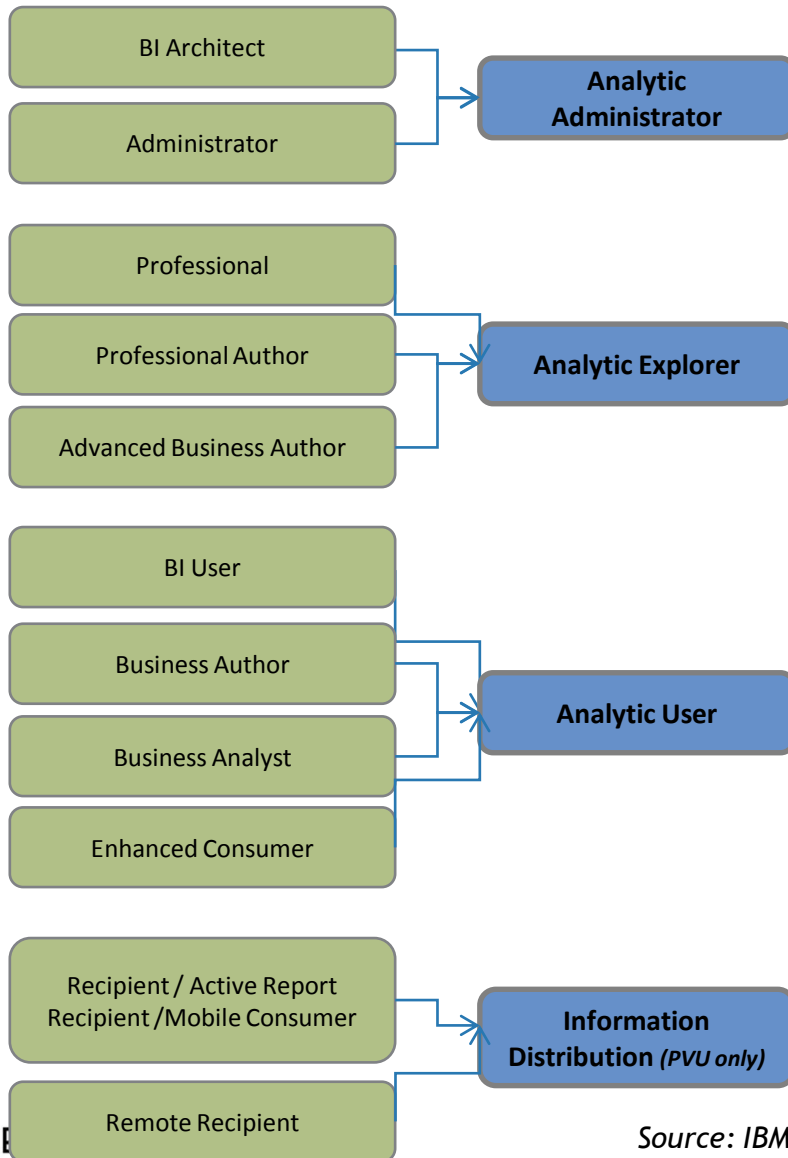 BI Architect
Administrator
Analytic
Administrator
Professional
Professional Author
Advanced Business Author
Analytic Explorer
BI User
Business Author
Business Analyst
Enhanced Consumer
Analytic User
Recipient / Active Report
Recipient /Mobile Consumer
Remote Recipient
Information
Distribution (PVU only)
Source: IBM